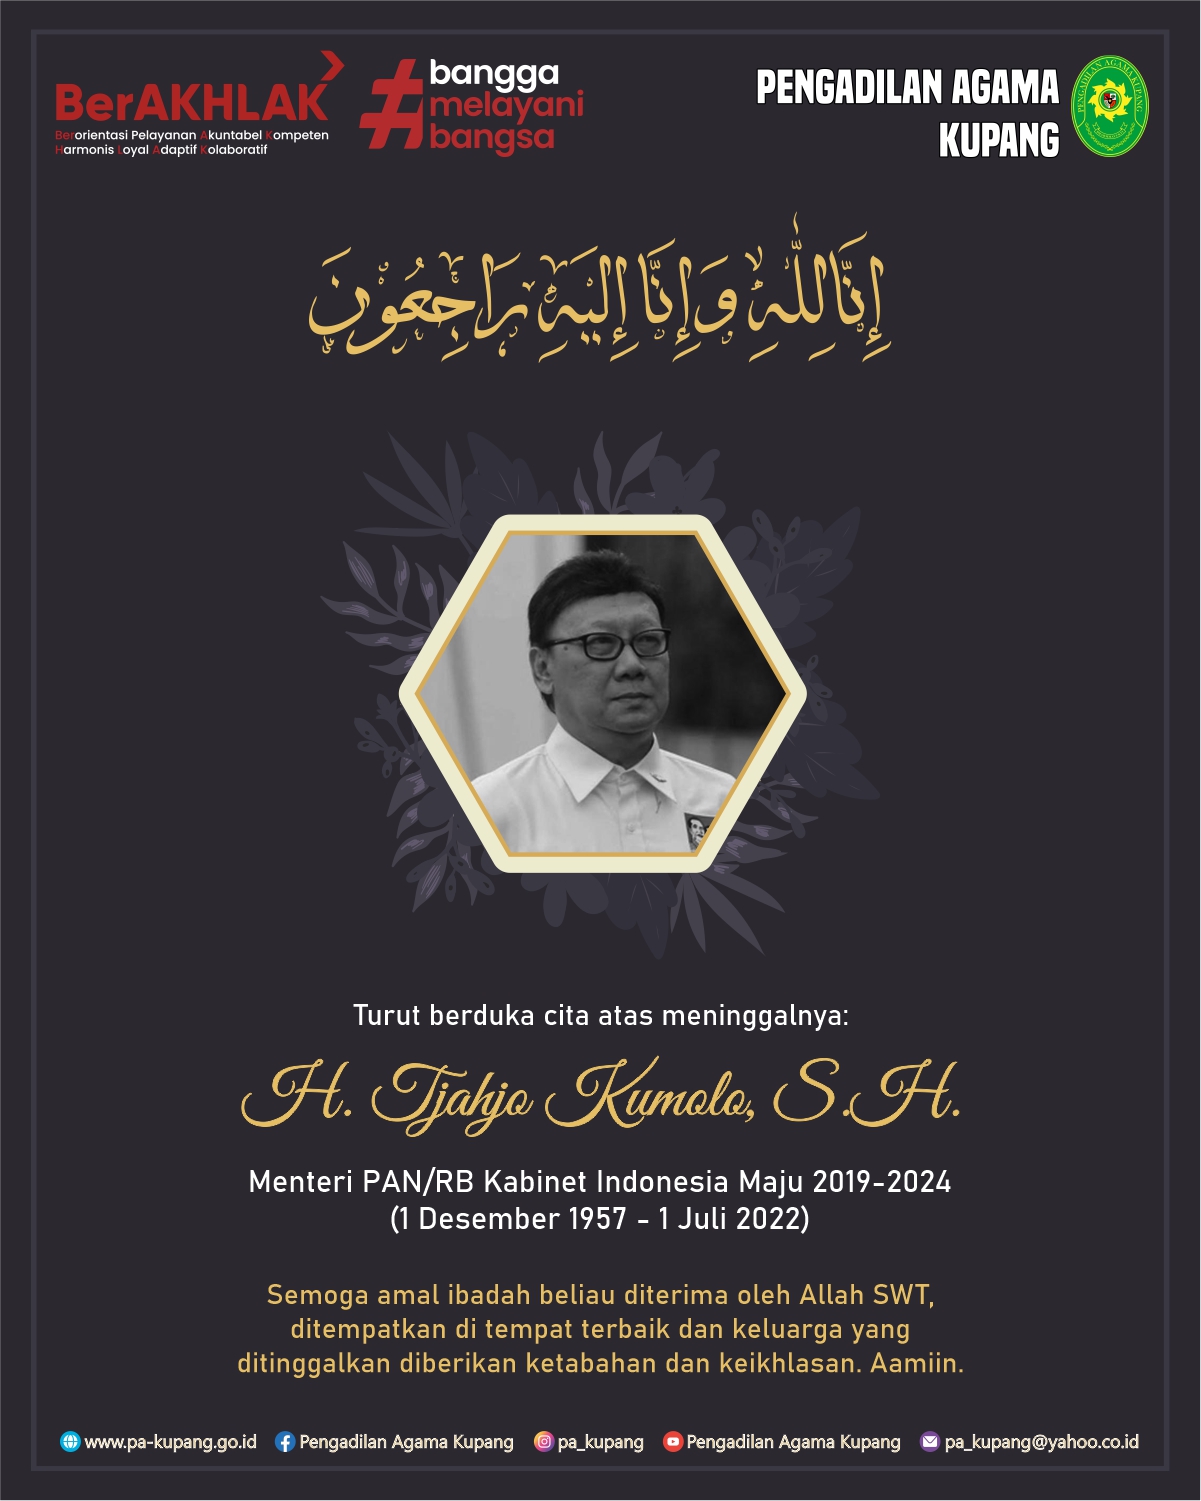 BerAKHLAK
Berorientasi Pelayanan Akuntabel Kompeten
Harmonis Loyal Adaptif Kolaboratif
#bangga
melayani
bangsa
PENGADILAN AGAMA
KUPANG
PENGADILAN AGAMA KUPANG
إِنَّا لِلّٰهِ وَإِنَّا إِلَيْهِ رَاجِعُونَ
Turut berduka cita atas meninggalnya:
H. Tjahjo Kumolo, S.H.
Menteri PAN/RB Kabinet Indonesia Maju 2019-2024
(1 Desember 1957 - 1 Juli 2022)
Semoga amal ibadah beliau diterima oleh Allah SWT,
ditempatkan di tempat terbaik dan keluarga yang
ditinggalkan diberikan ketabahan dan keikhlasan. Aamiin.
www.pa-kupang.go.id Pengadilan Agama Kupang pa_kupang Pengadilan Agama Kupang pa_kupang@yahoo.co.id